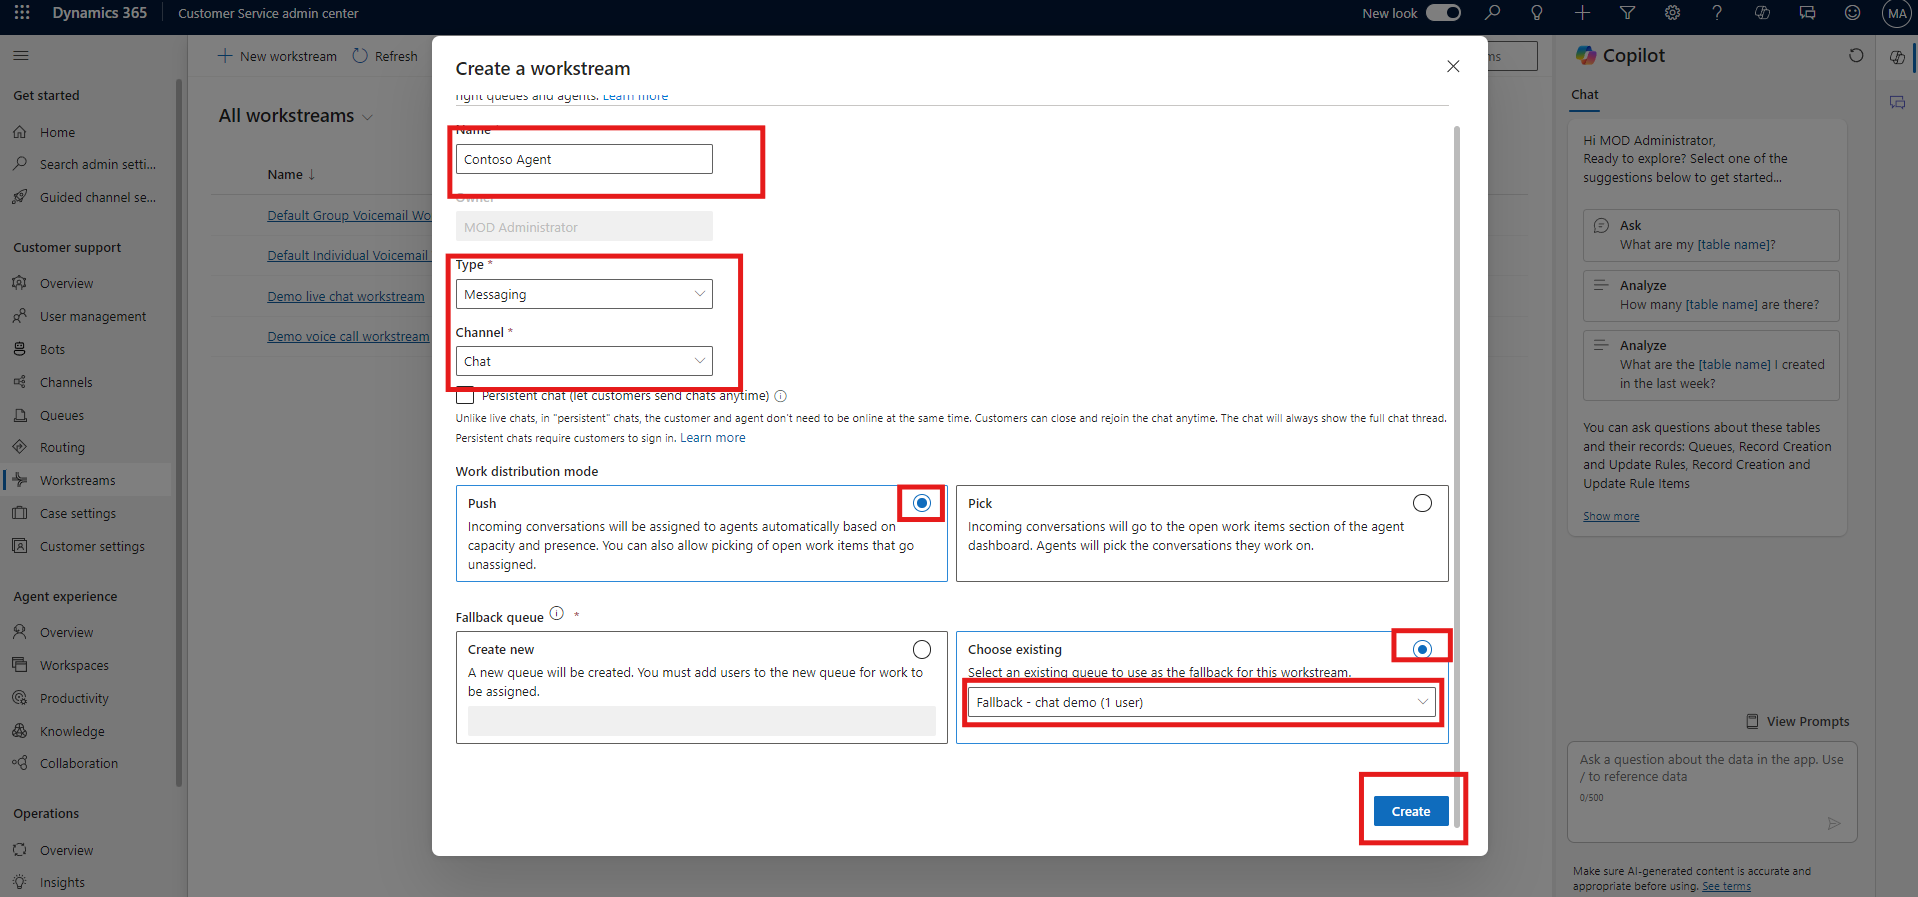 Dynamics 365
Customer Service admin center
New look
MA
New workstream
Refresh
ms
Get started
Home
Search admin setti...
Guided channel se...
Customer support
Overview
User management
Bots
Channels
Queues
Routing
Workstreams
Case settings
Customer settings
Agent experience
Overview
Workspaces
Productivity
Knowledge
Collaboration
Operations
Overview
Insights
All workstreams
Name ↓
Default Group Voicemail Wo
Default Individual Voicemail
Demo live chat workstream
Demo voice call workstream
Create a workstream
right queues and agents. Learn more
Name
Contoso Agent
Owner
MOD Administrator
Type *
Messaging
Channel *
Chat
Persistent chat (let customers send chats anytime)
Unlike live chats, in "persistent" chats, the customer and agent don't need to be online at the same time. Customers can close and rejoin the chat anytime. The chat will always show the full chat thread.
Persistent chats require customers to sign in. Learn more
Work distribution mode
Push
Incoming conversations will be assigned to agents automatically based on
capacity and presence. You can also allow picking of open work items that go
unassigned.
Pick
Incoming conversations will go to the open work items section of the agent
dashboard. Agents will pick the conversations they work on.
Fallback queue *
Create new
A new queue will be created. You must add users to the new queue for work to
be assigned.
Choose existing
Select an existing queue to use as the fallback for this workstream.
Fallback - chat demo (1 user)
Create
Copilot
Chat
Hi MOD Administrator,
Ready to explore? Select one of the
suggestions below to get started...
Ask
What are my [table name]?
Analyze
How many [table name] are there?
Analyze
What are the [table name] I created
in the last week?
You can ask questions about these tables
and their records: Queues, Record Creation
and Update Rules, Record Creation and
Update Rule Items
Show more
View Prompts
Ask a question about the data in the app. Use
/ to reference data
0/500
Make sure AI-generated content is accurate and
appropriate before using. See terms